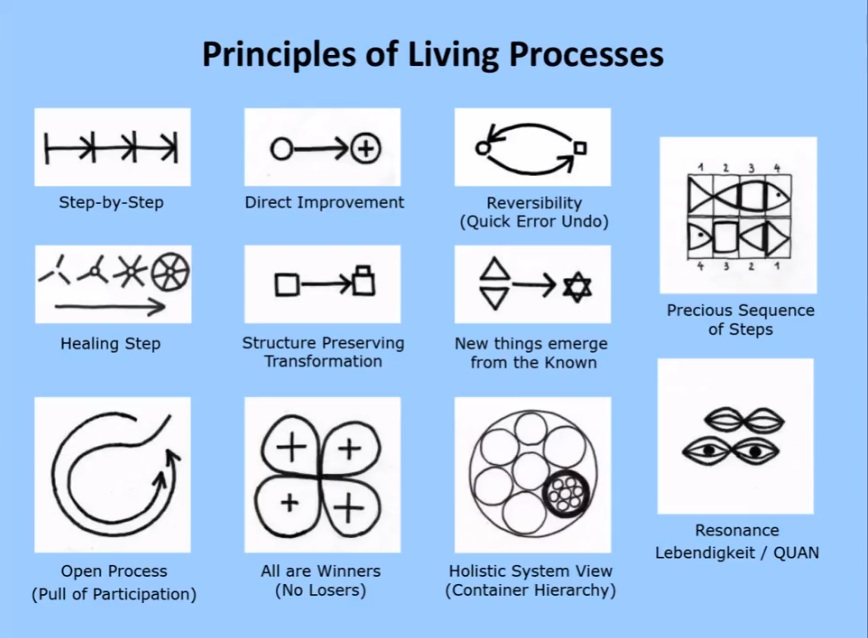 Principles of Living Processes
Step-by-Step
Direct Improvement
Reversibility
(Quick Error Undo)
1 2 3 4
4 3 2 1
Precious Sequence
of Steps
Healing Step
Structure Preserving
Transformation
New things emerge
from the Known
Open Process
(Pull of Participation)
All are Winners
(No Losers)
Holistic System View
(Container Hierarchy)
Resonance
Lebendigkeit / QUAN